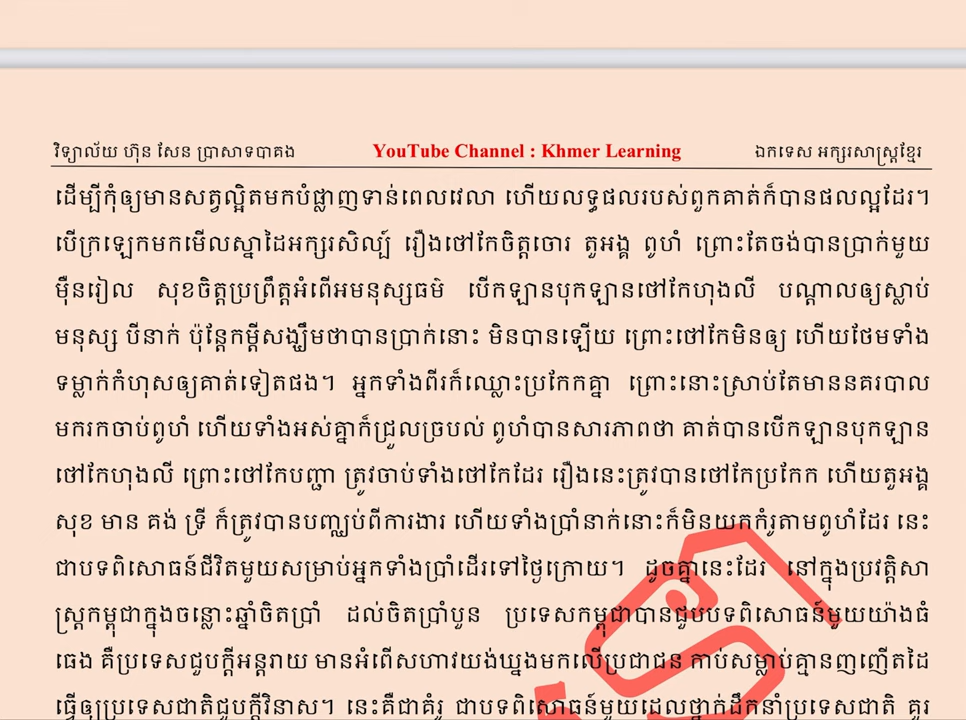 វិទ្យាល័យ ហ៊ុន សែន ប្រាសាទបាគង YouTube Channel : Khmer Learning ឯកទេស អក្សរសាស្ត្រខ្មែរ
ដើម្បីកុំឲ្យមានសត្វល្អិតមកបំផ្លាញទាន់ពេលវេលា ហើយលទ្ធផលរបស់ពួកគាត់ក៏បានផលល្អដែរ។
បើក្រឡេកមកមើលស្នាដៃអក្សរសិល្ប៍ រឿងថៅកែចិត្តចោរ តួអង្គ ពូហំ ព្រោះតែចង់បានប្រាក់មួយ
ម៉ឺនរៀល សុខចិត្តប្រព្រឹត្តអំពើអមនុស្សធម៌ បើកឡានបុកឡានថៅកែហុងលី បណ្ដាលឲ្យស្លាប់
មនុស្ស បីនាក់ ប៉ុន្តែកម្ដីសង្ឃឹមថាបានប្រាក់នោះ មិនបានឡើយ ព្រោះថៅកែមិនឲ្យ ហើយថែមទាំង
ទម្លាក់កំហុសឲ្យគាត់ទៀតផង។ អ្នកទាំងពីរក៏ឈ្លោះប្រកែកគ្នា ព្រោះនោះស្រាប់តែមាននគរបាល
មករកចាប់ពូហំ ហើយទាំងអស់គ្នាក៏ជ្រួលច្របល់ ពូហំបានសារភាពថា គាត់បានបើកឡានបុកឡាន
ថៅកែហុងលី ព្រោះថៅកែបញ្ជា ត្រូវចាប់ទាំងថៅកែដែរ រឿងនេះត្រូវបានថៅកែប្រកែក ហើយតួអង្គ
សុខ មាន គង់ ទ្រី ក៏ត្រូវបានបញ្ឈប់ពីការងារ ហើយទាំងប្រាំនាក់នោះក៏មិនយកគំរូតាមពូហំដែរ នេះ
ជាបទពិសោធន៍ជីវិតមួយសម្រាប់អ្នកទាំងប្រាំដើរទៅថ្ងៃក្រោយ។ ដូចគ្នានេះដែរ នៅក្នុងប្រវត្តិសា
ស្ត្រកម្ពុជាក្នុងចន្លោះឆ្នាំចិតប្រាំ ដល់ចិតប្រាំបួន ប្រទេសកម្ពុជាបានជួបបទពិសោធន៍មួយយ៉ាងធំ
ធេង គឺប្រទេសជួបក្ដីអន្តរាយ មានអំពើសហាវយង់ឃ្នងមកលើប្រជាជន កាប់សម្លាប់គ្មានញញើតដៃ
ធ្វើឲ្យប្រទេសជាតិជួបក្ដីវិនាស។ នេះគឺជាគំរូ ជាបទពិសោធន៍មួយដែលថ្នាក់ដឹកនាំប្រទេសជាតិ គួរ